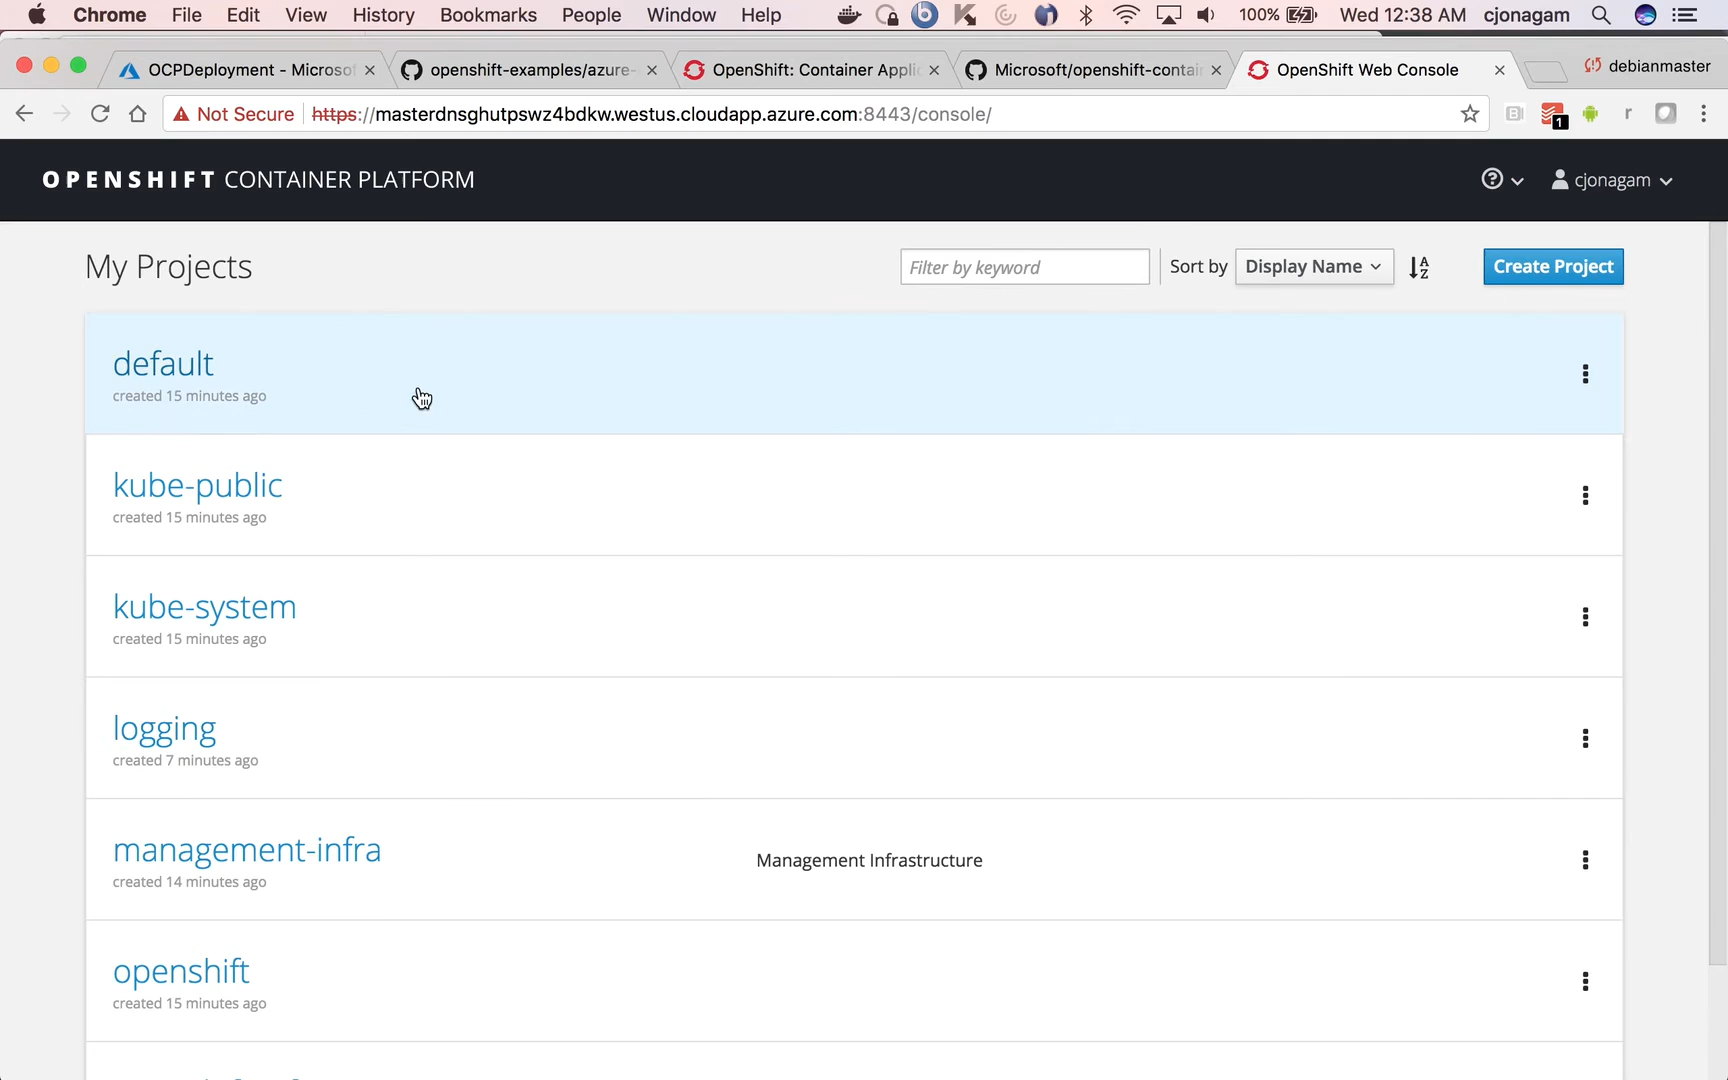 Chrome File Edit View History Bookmarks People Window Help 100% Wed 12:38 AM cjonagam
OCPDeployment - Microsof openshift-examples/azure- OpenShift: Container Applic Microsoft/openshift-contain OpenShift Web Console debianmaster
Not Secure https://masterdnsghutpswz4bdkw.westus.cloudapp.azure.com:8443/console/ 1
OPENSHIFT CONTAINER PLATFORM cjonagam
My Projects Filter by keyword Sort by Display Name Create Project
default
created 15 minutes ago
kube-public
created 15 minutes ago
kube-system
created 15 minutes ago
logging
created 7 minutes ago
management-infra Management Infrastructure
created 14 minutes ago
openshift
created 15 minutes ago